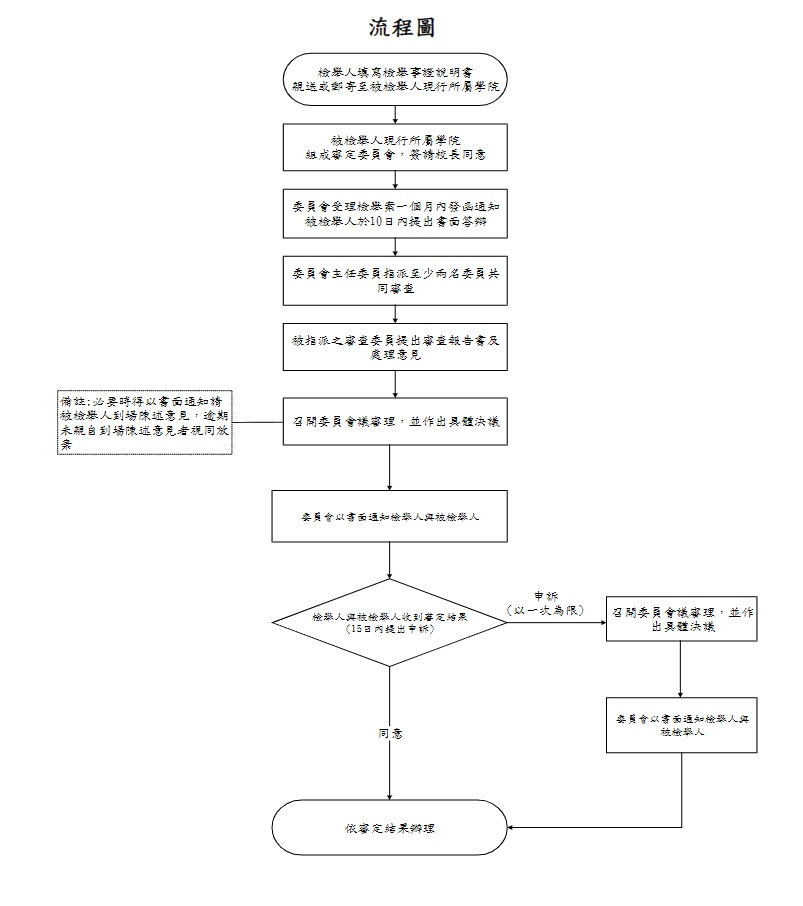 流程圖
檢舉人填寫檢舉事證說明書
親送或郵寄至被檢舉人現行所屬學院
被檢舉人現行所屬學院
組成審定委員會，簽請校長同意
委員會受理檢舉案一個月內發函通知
被檢舉人於10日內提出書面答辯
委員會主任委員指派至少兩名委員共
同審查
被指派之審查委員提出審查報告書及
處理意見
備註:必要時得以書面通知請
被檢舉人到場陳述意見，逾期
未親自到場陳述意見者視同放
棄
召開委員會議審理，並作出具體決議
委員會以書面通知檢舉人與被檢舉人
檢舉人與被檢舉人收到審定結果
(15日內提出申訴)
申訴
(以一次為限)
召開委員會議審理，並作
出具體決議
委員會以書面通知檢舉人與
被檢舉人
同意
依審定結果辦理